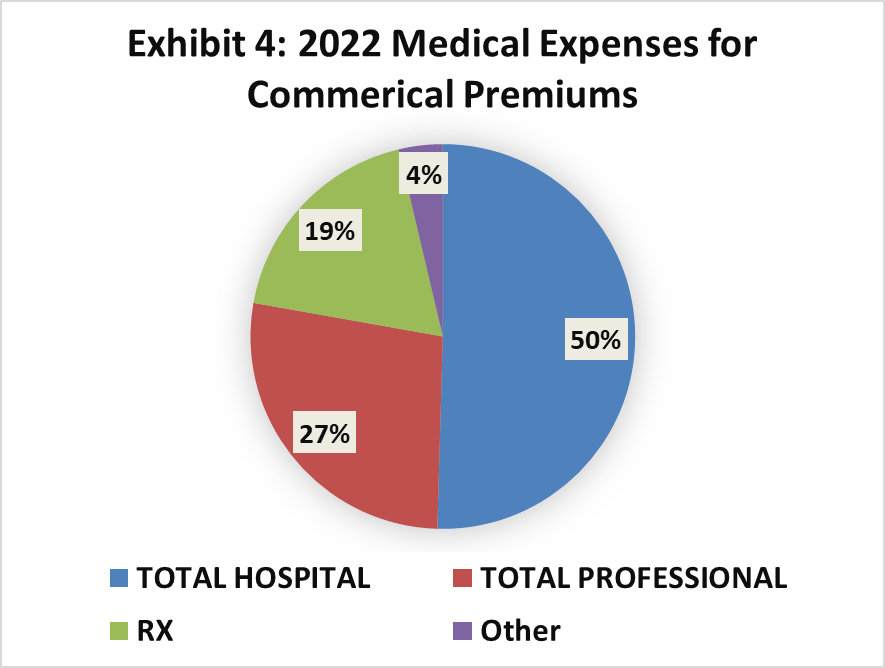 Exhibit 4: 2022 Medical Expenses for
Commerical Premiums
4%
19%
50%
27%
TOTAL HOSPITAL
TOTAL PROFESSIONAL
RX
Other